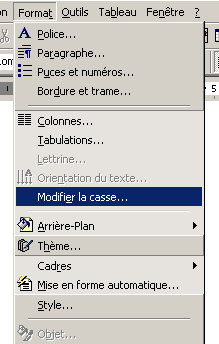 Format Outils Tableau Fenêtre ?
Police...
Paragraphe...
Puces et numéros...
Bordure et trame...
Colonnes...
Tabulations...
Lettrine...
Orientation du texte...
Modifier la casse...
Arrière-Plan
Thème...
Cadres
Mise en forme automatique...
Style...
Objet...